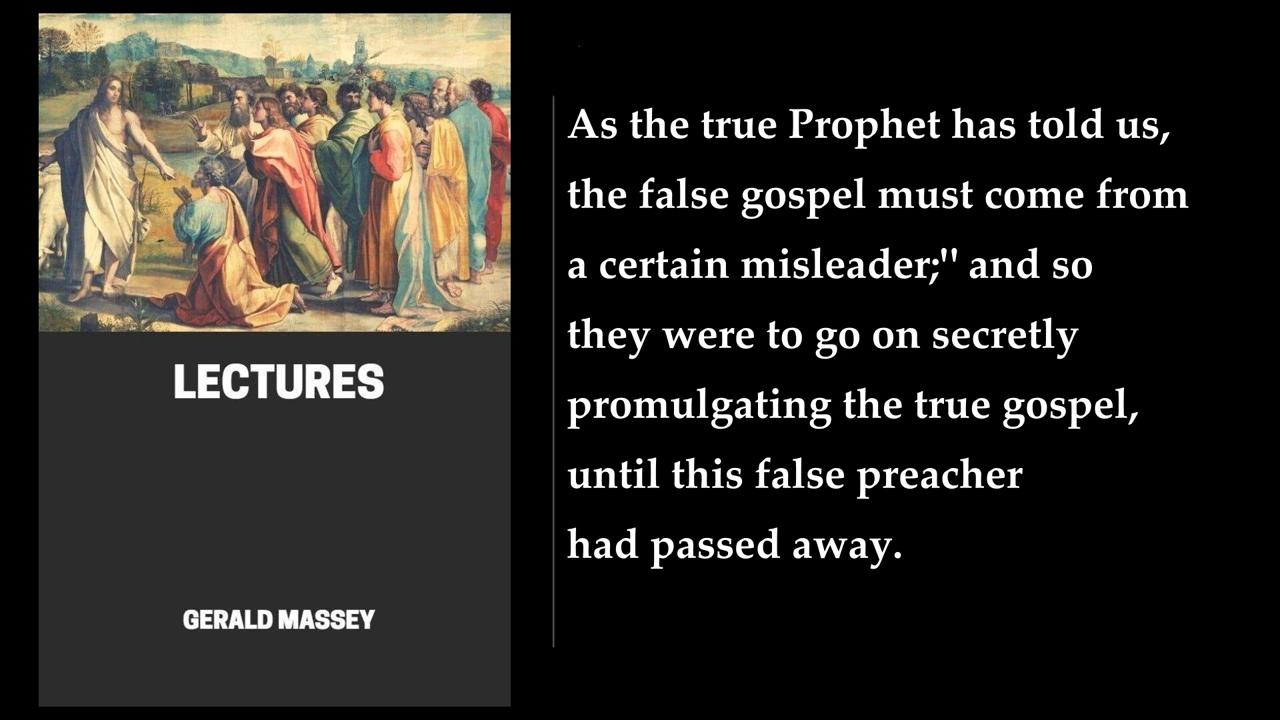 LECTURES
GERALD MASSEY
As the true Prophet has told us,
the false gospel must come from
a certain misleader;" and so
they were to go on secretly
promulgating the true gospel,
until this false preacher
had passed away.